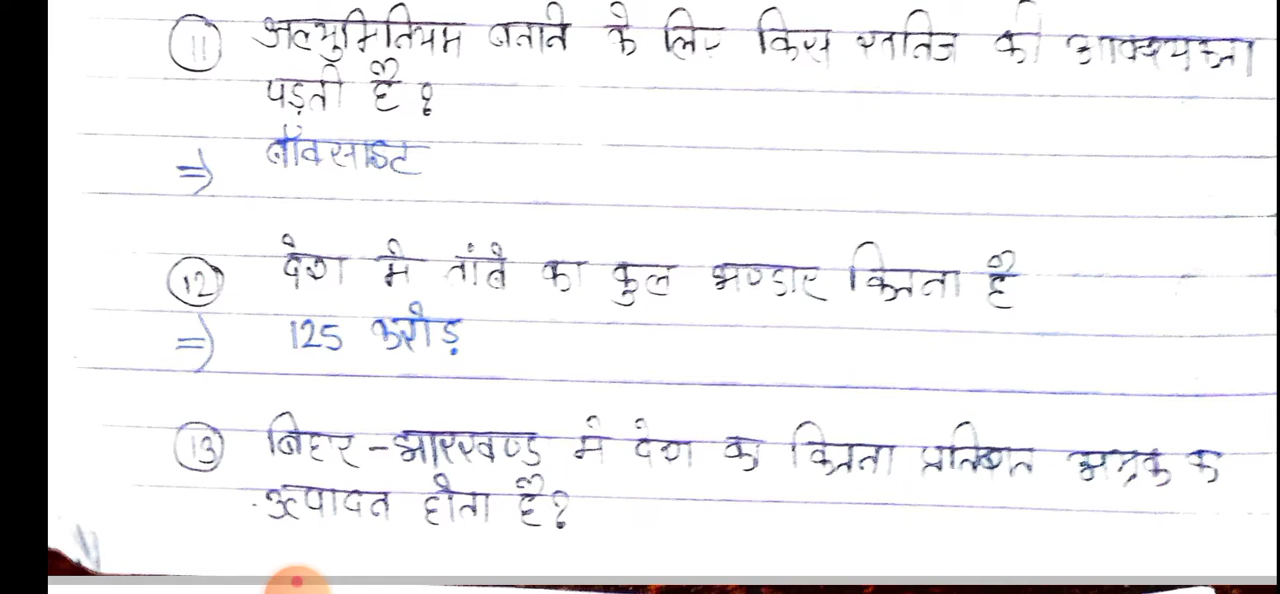 (11) अल्युमिनियम बनाने के लिए किस खनिज की आवश्यकता
पड़ती है?
⇒ बॉक्साइट
(12) देश मे तांबे का कुल भण्डार कितना है
⇒ 125 करोड़
(13) बिहार-झारखण्ड मे देश का कितना प्रतिशत अभ्रक क
उत्पादन होता है?